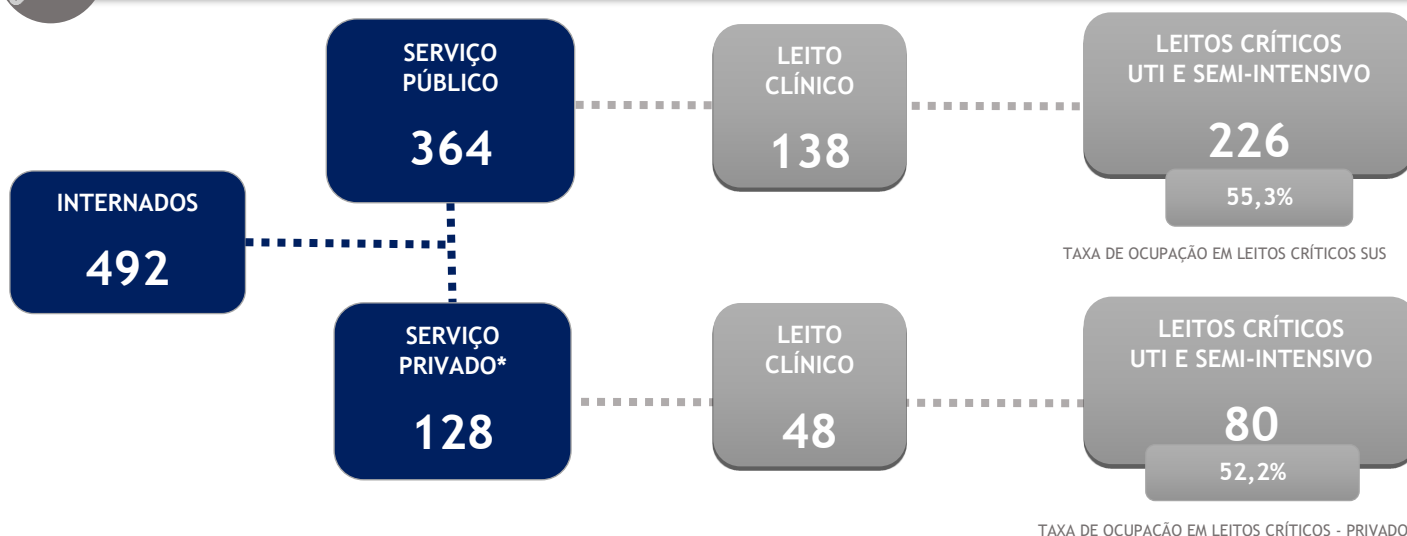 SERVIÇO
PÚBLICO
364
LEITO
CLÍNICO
138
LEITOS CRÍTICOS
UTI E SEMI-INTENSIVO
226
55,3%
TAXA DE OCUPAÇÃO EM LEITOS CRÍTICOS SUS
INTERNADOS
492
SERVIÇO
PRIVADO*
128
LEITO
CLÍNICO
48
LEITOS CRÍTICOS
UTI E SEMI-INTENSIVO
80
52,2%
TAXA DE OCUPAÇÃO EM LEITOS CRÍTICOS - PRIVADO